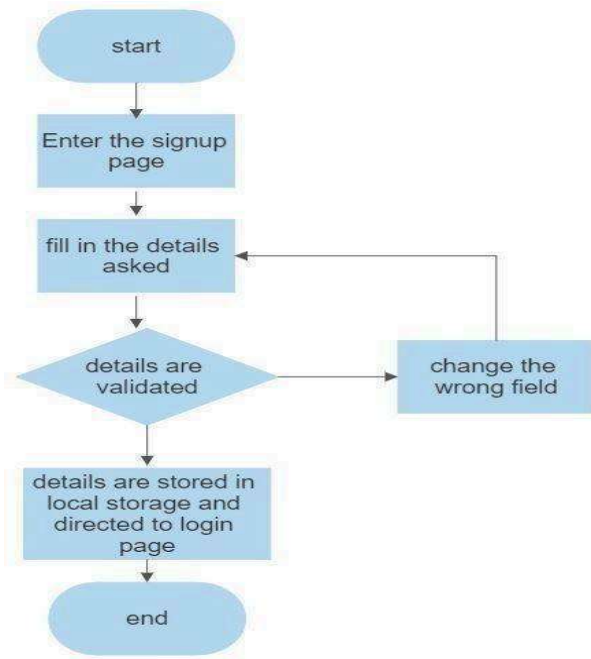 start
Enter the signup
page
fill in the details
asked
details are
validated
change the
wrong field
details are stored in
local storage and
directed to login
page
end